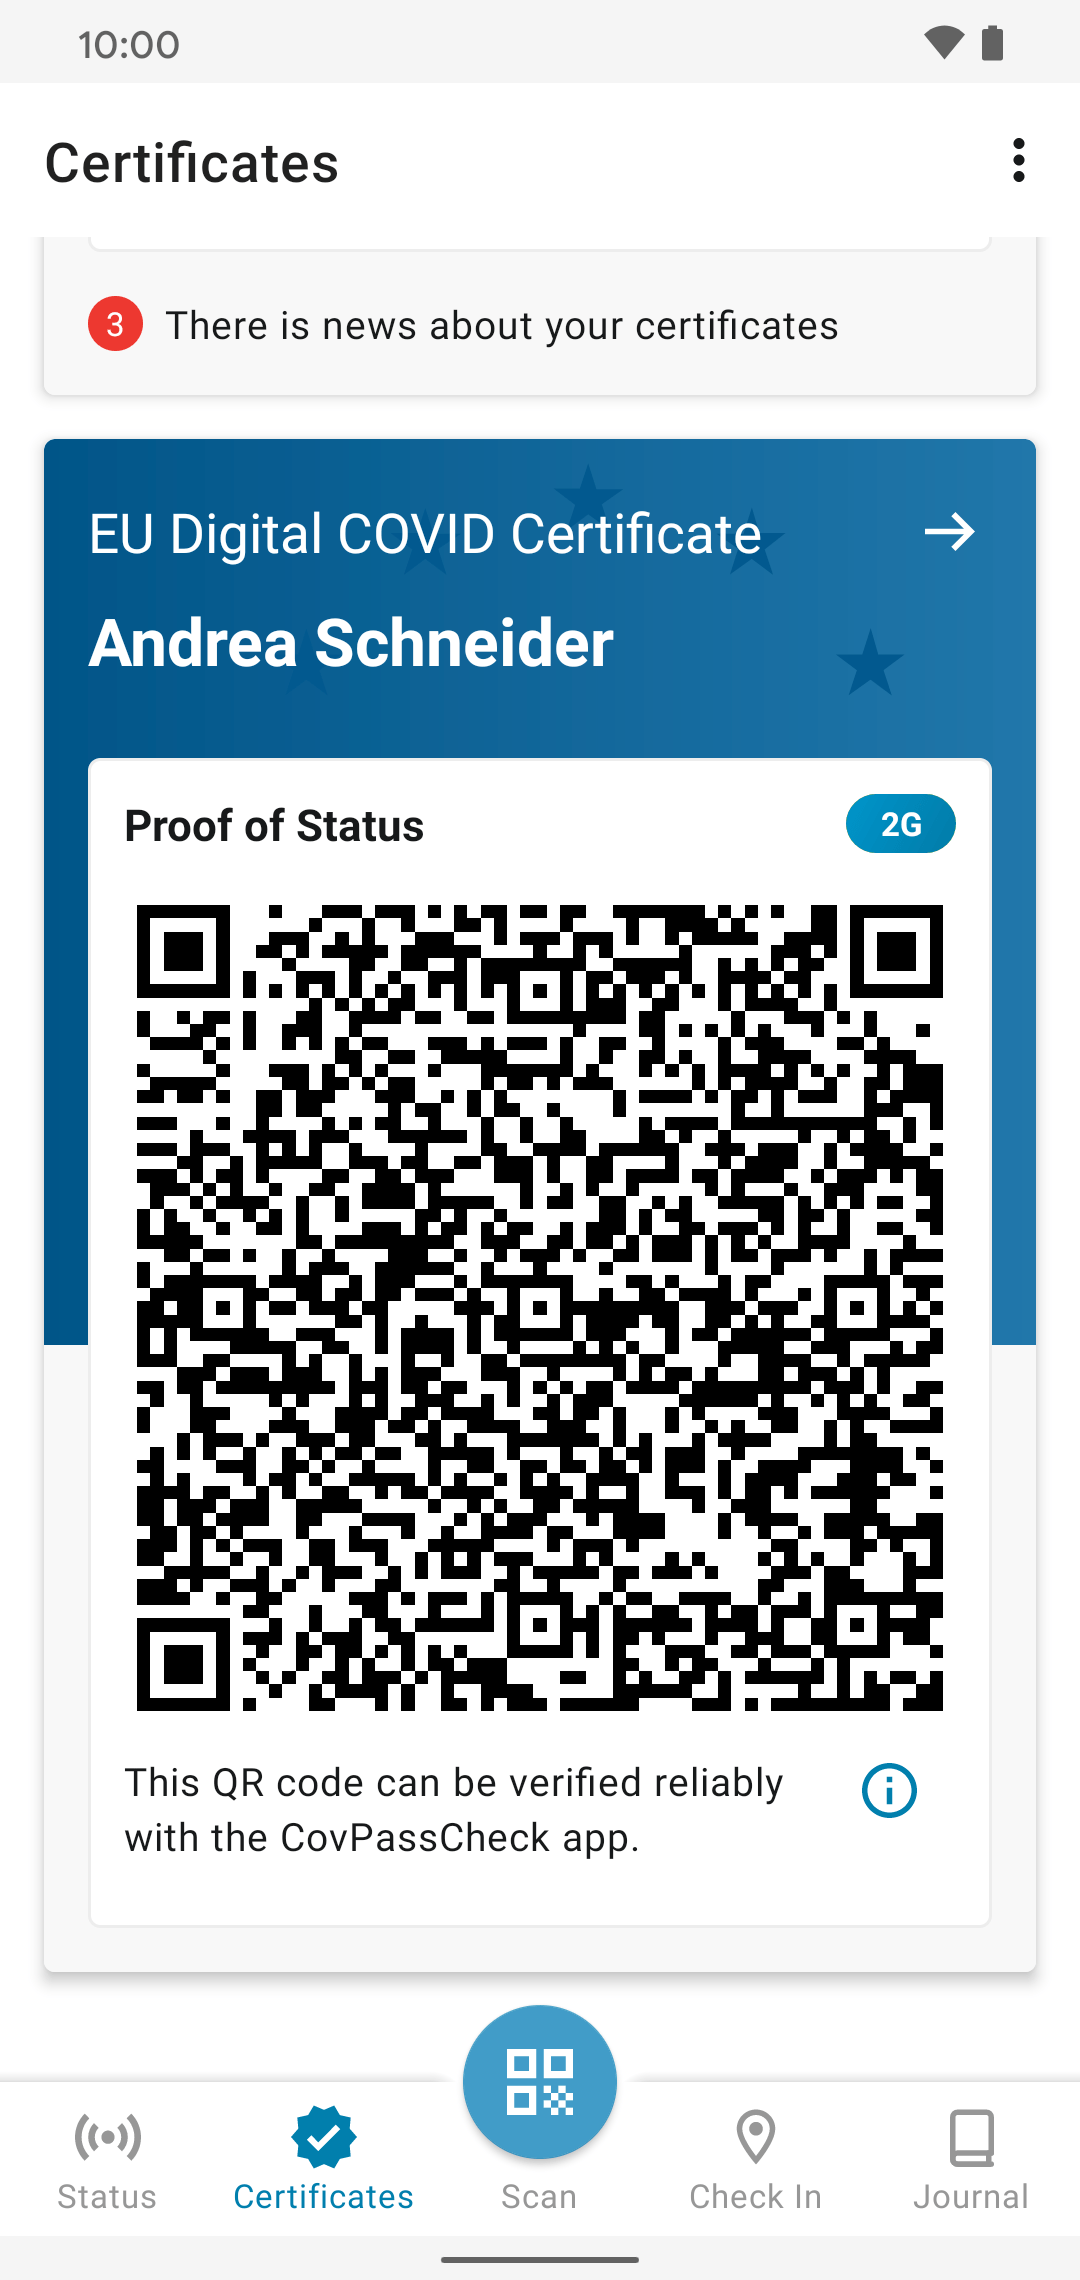 10:00
Certificates
3 There is news about your certificates
EU Digital COVID Certificate
Andrea Schneider
Proof of Status
2G
This QR code can be verified reliably
with the CovPassCheck app.
Status
Certificates
Scan
Check In
Journal